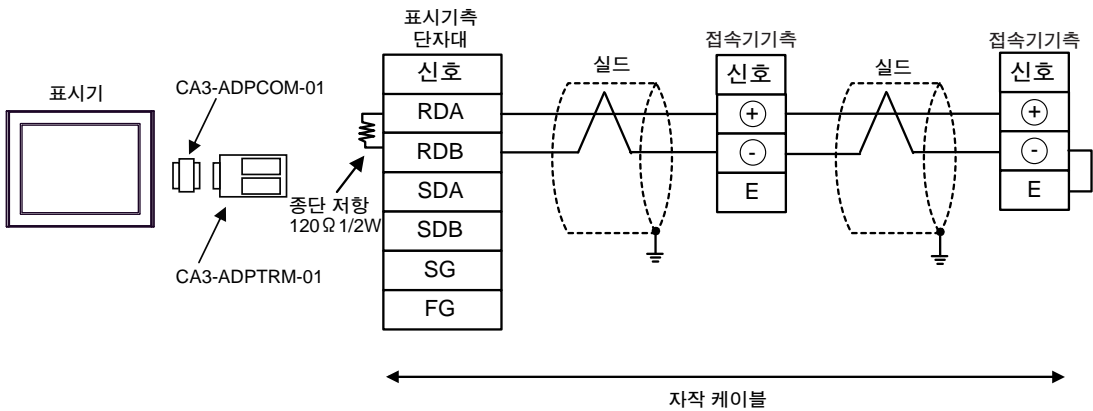 표시기
CA3-ADPCOM-01
CA3-ADPTRM-01
종단 저항
120Ω 1/2W
표시기측
단자대
신호
RDA
RDB
SDA
SDB
SG
FG
실드
접속기기측
신호
+
-
E
실드
접속기기측
신호
+
-
E
자작 케이블